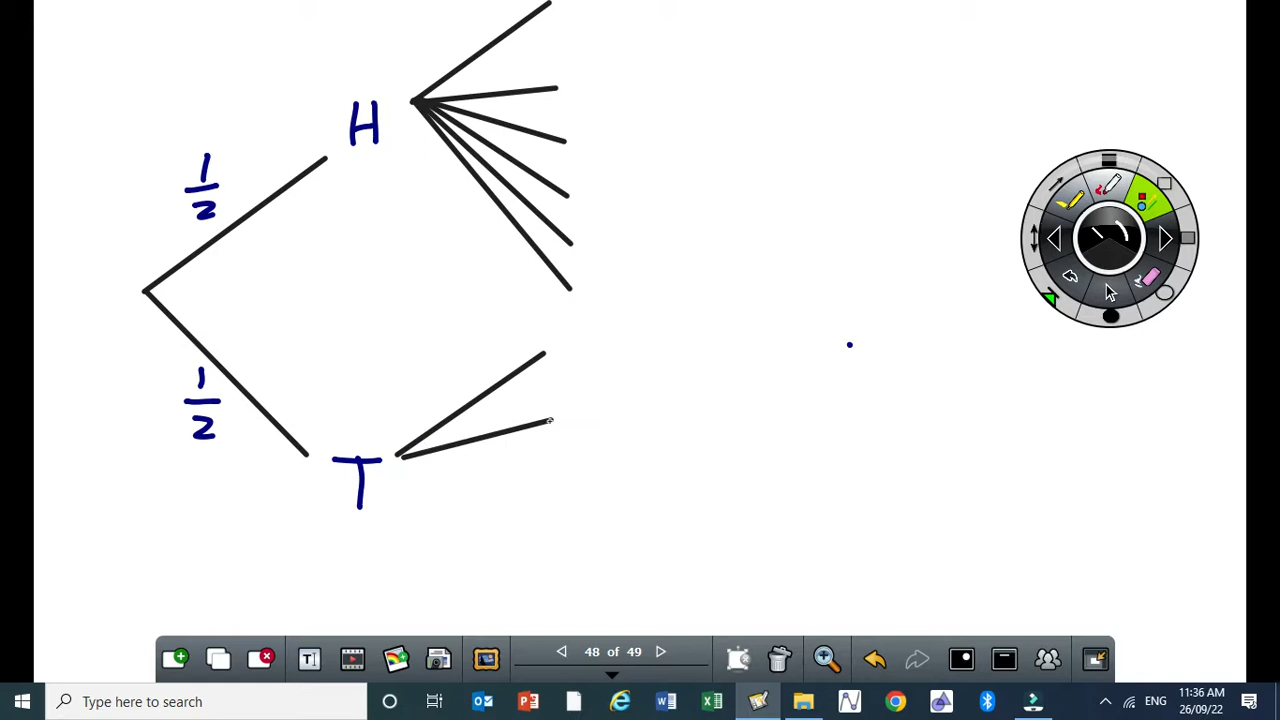 H
1
2
1
2
T
T
48 of 49
Type here to search
ENG
11:36 AM
26/09/22